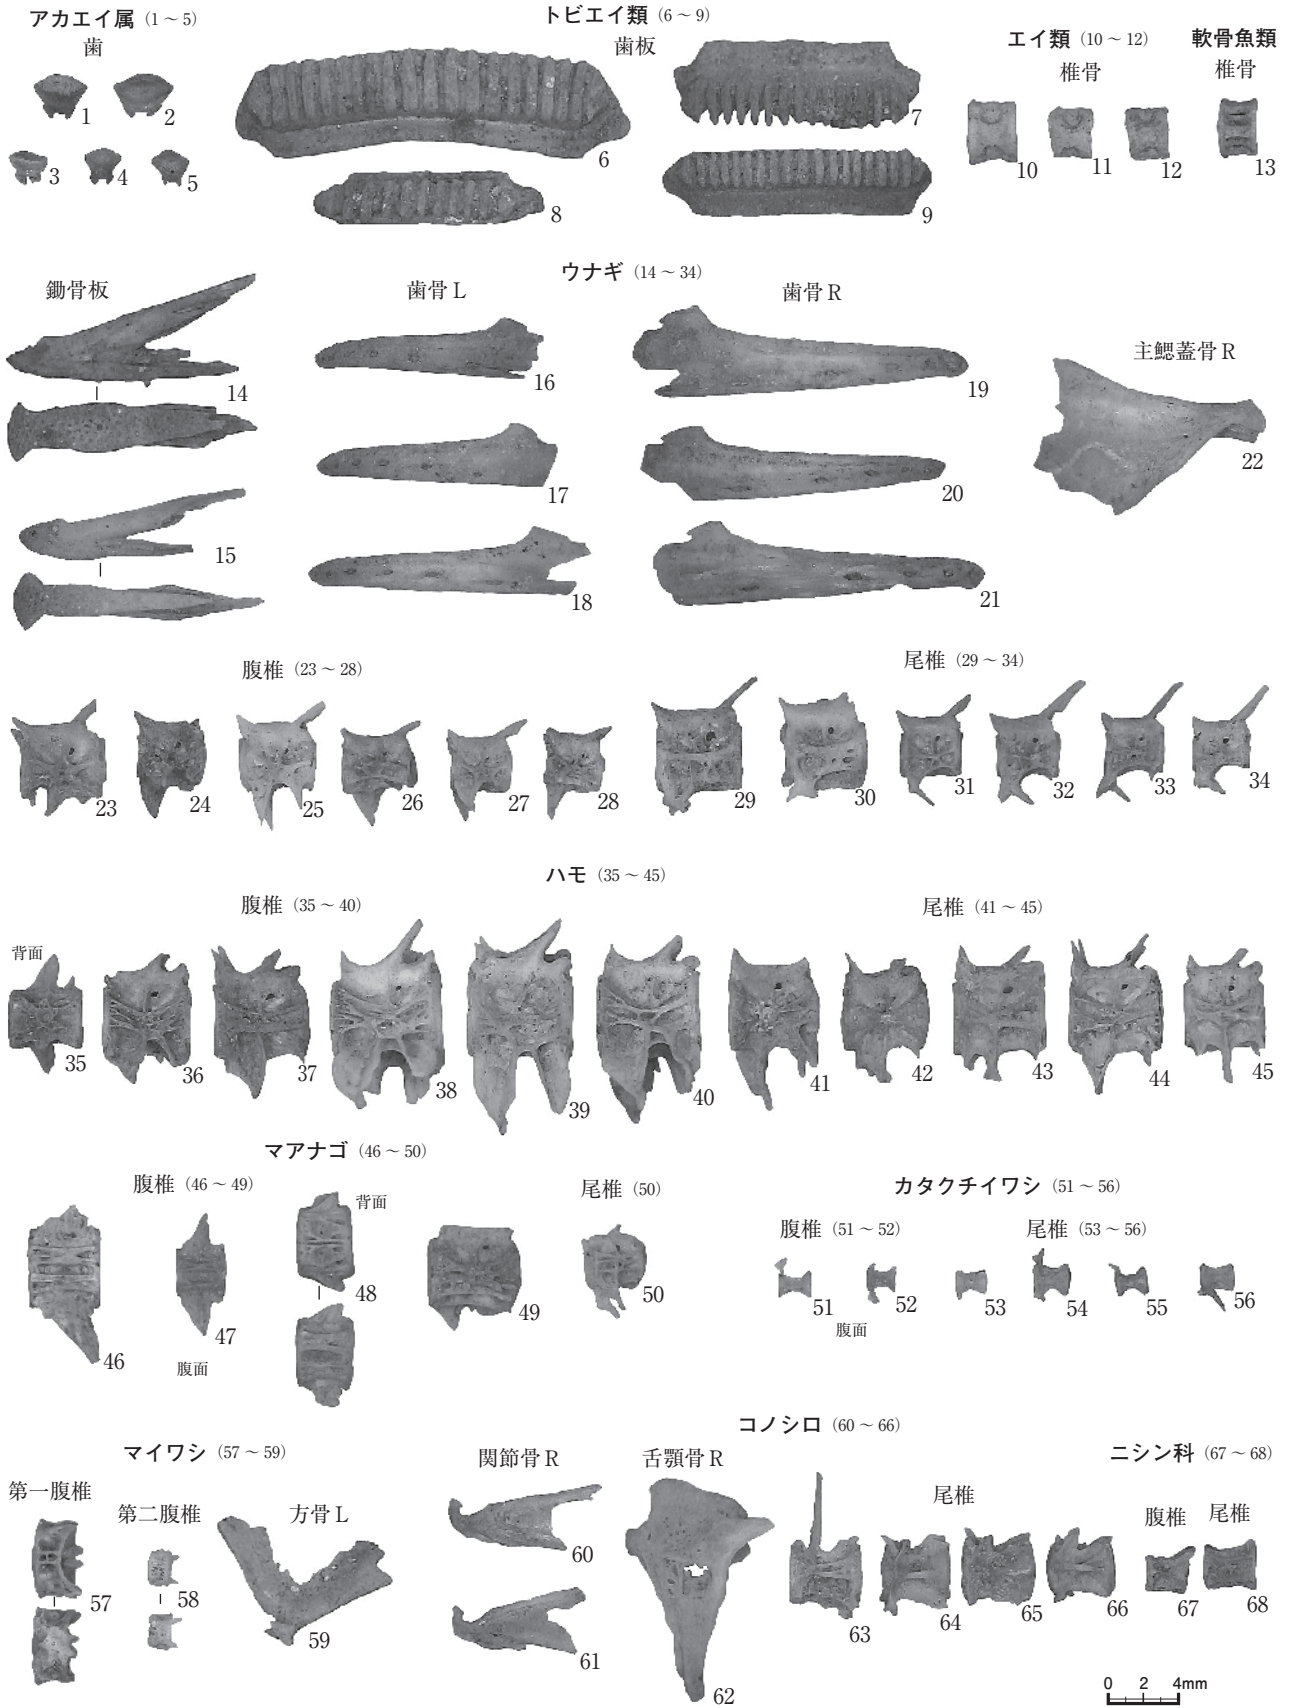 アカエイ属 (1～5)
歯
1
2
3
4
5
トビエイ類 (6～9)
歯板
6
7
8
9
エイ類 (10～12)
椎骨
10
11
12
軟骨魚類
椎骨
13
ウナギ (14～34)
鋤骨板
14
15
歯骨L
16
17
18
歯骨R
19
20
21
主鰓蓋骨R
22
腹椎 (23～28)
23
24
25
26
27
28
尾椎 (29～34)
29
30
31
32
33
34
ハモ (35～45)
腹椎 (35～40)
背面
35
36
37
38
39
40
尾椎 (41～45)
41
42
43
44
45
マアナゴ (46～50)
腹椎 (46～49)
46
47
腹面
背面
48
49
尾椎 (50)
50
カタクチイワシ (51～56)
腹椎 (51～52)
51
腹面
52
尾椎 (53～56)
53
54
55
56
マイワシ (57～59)
第一腹椎
57
第二腹椎
58
方骨L
59
コノシロ (60～66)
関節骨R
60
61
舌顎骨R
62
尾椎
63
64
65
66
ニシン科 (67～68)
腹椎
67
尾椎
68
0 2 4mm